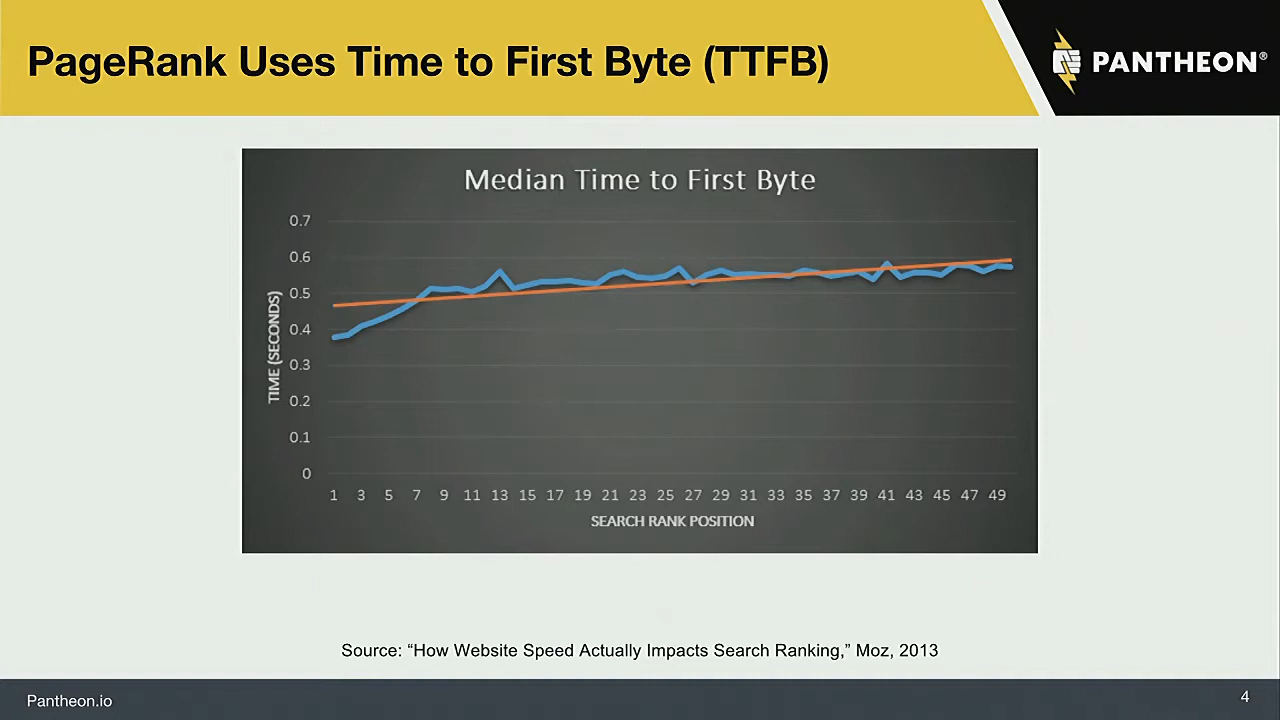 PageRank Uses Time to First Byte (TTFB)
PANTHEON®
Median Time to First Byte
0.7
0.6
0.5
0.4
0.3
0.2
0.1
0
TIME (SECONDS)
1 3 5 7 9 11 13 15 17 19 21 23 25 27 29 31 33 35 37 39 41 43 45 47 49
SEARCH RANK POSITION
Source: “How Website Speed Actually Impacts Search Ranking,” Moz, 2013
Pantheon.io
4